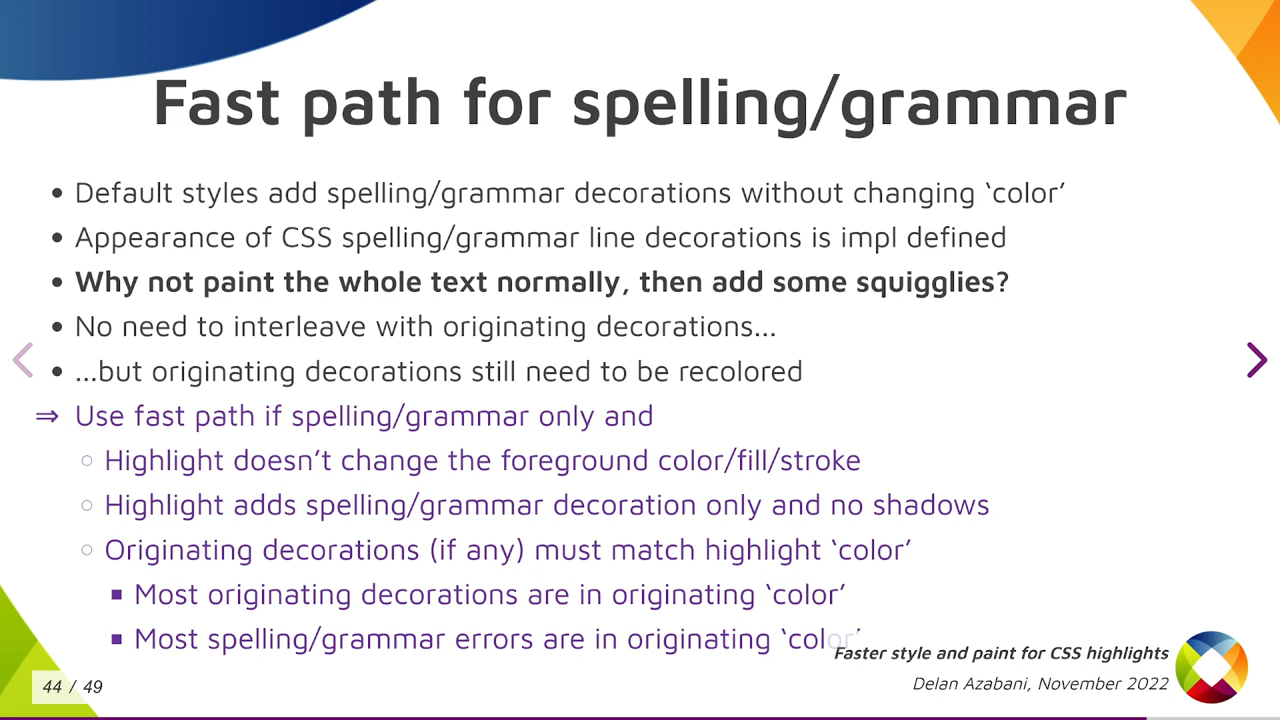 Fast path for spelling/grammar
• Default styles add spelling/grammar decorations without changing ‘color’
• Appearance of CSS spelling/grammar line decorations is impl defined
• Why not paint the whole text normally, then add some squigglies?
• No need to interleave with originating decorations...
• ...but originating decorations still need to be recolored
⇒ Use fast path if spelling/grammar only and
○ Highlight doesn’t change the foreground color/fill/stroke
○ Highlight adds spelling/grammar decoration only and no shadows
○ Originating decorations (if any) must match highlight ‘color’
▪ Most originating decorations are in originating ‘color’
▪ Most spelling/grammar errors are in originating ‘color’
Faster style and paint for CSS highlights
Delan Azabani, November 2022
44 / 49